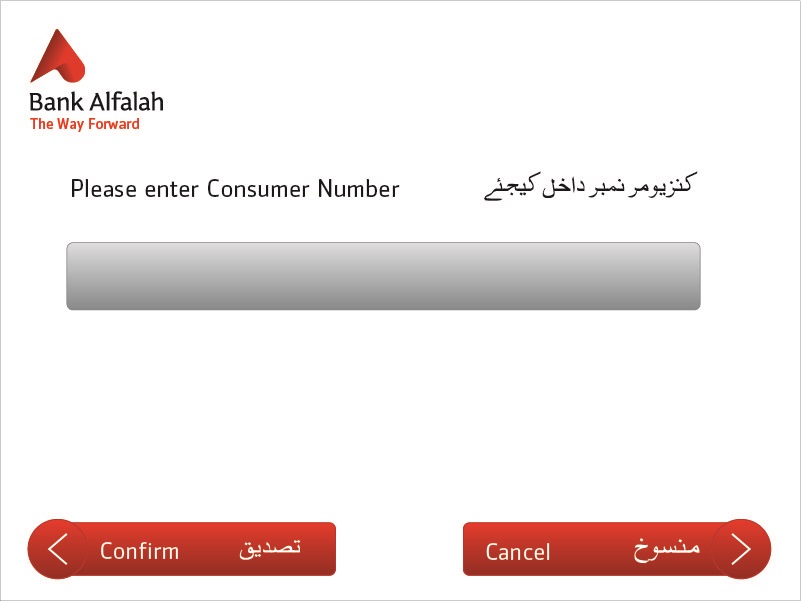 Bank Alfalah
The Way Forward
Please enter Consumer Number
کنزیومر نمبر داخل کیجئے
Confirm تصدیق
Cancel منسوخ